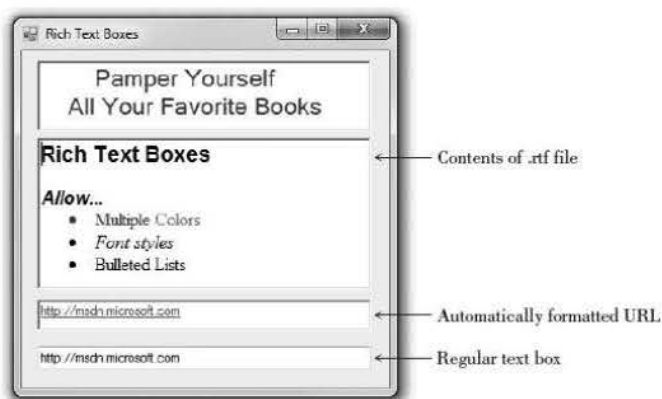 Rich Text Boxes
Pamper Yourself
All Your Favorite Books
Rich Text Boxes
Contents of .rtf file
Allow...
• Multiple Colors
• Font styles
• Bulleted Lists
http://msdn.microsoft.com
Automatically formatted URL
http://msdn.microsoft.com
Regular text box